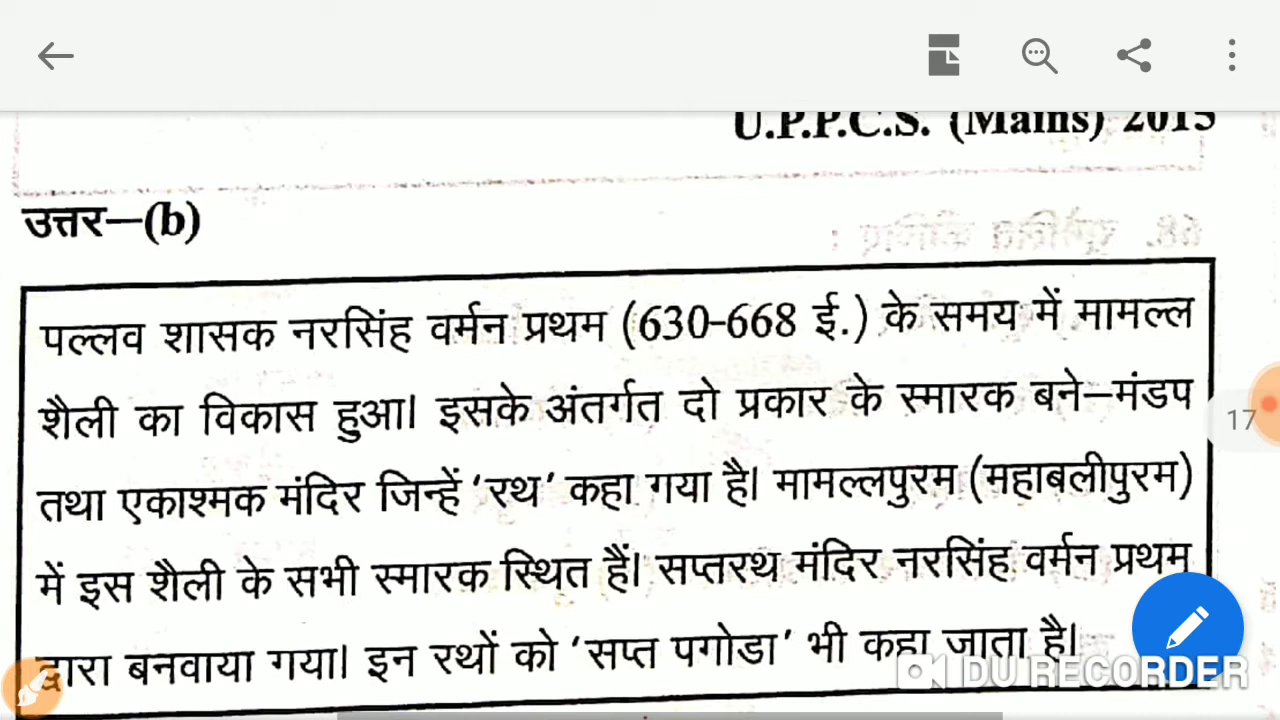 U.P.P.C.S. (Mains) 2015
उत्तर—(b)
पल्लव शासक नरसिंह वर्मन प्रथम (630-668 ई.) के समय में मामल्ल
शैली का विकास हुआ। इसके अंतर्गत दो प्रकार के स्मारक बने—मंडप
17
तथा एकाश्मक मंदिर जिन्हें ‘रथ’ कहा गया है। मामल्लपुरम (महाबलीपुरम)
में इस शैली के सभी स्मारक स्थित हैं। सप्तरथ मंदिर नरसिंह वर्मन प्रथम
द्वारा बनवाया गया। इन रथों को ‘सप्त पगोडा’ भी कहा जाता है।
DU RECORDER